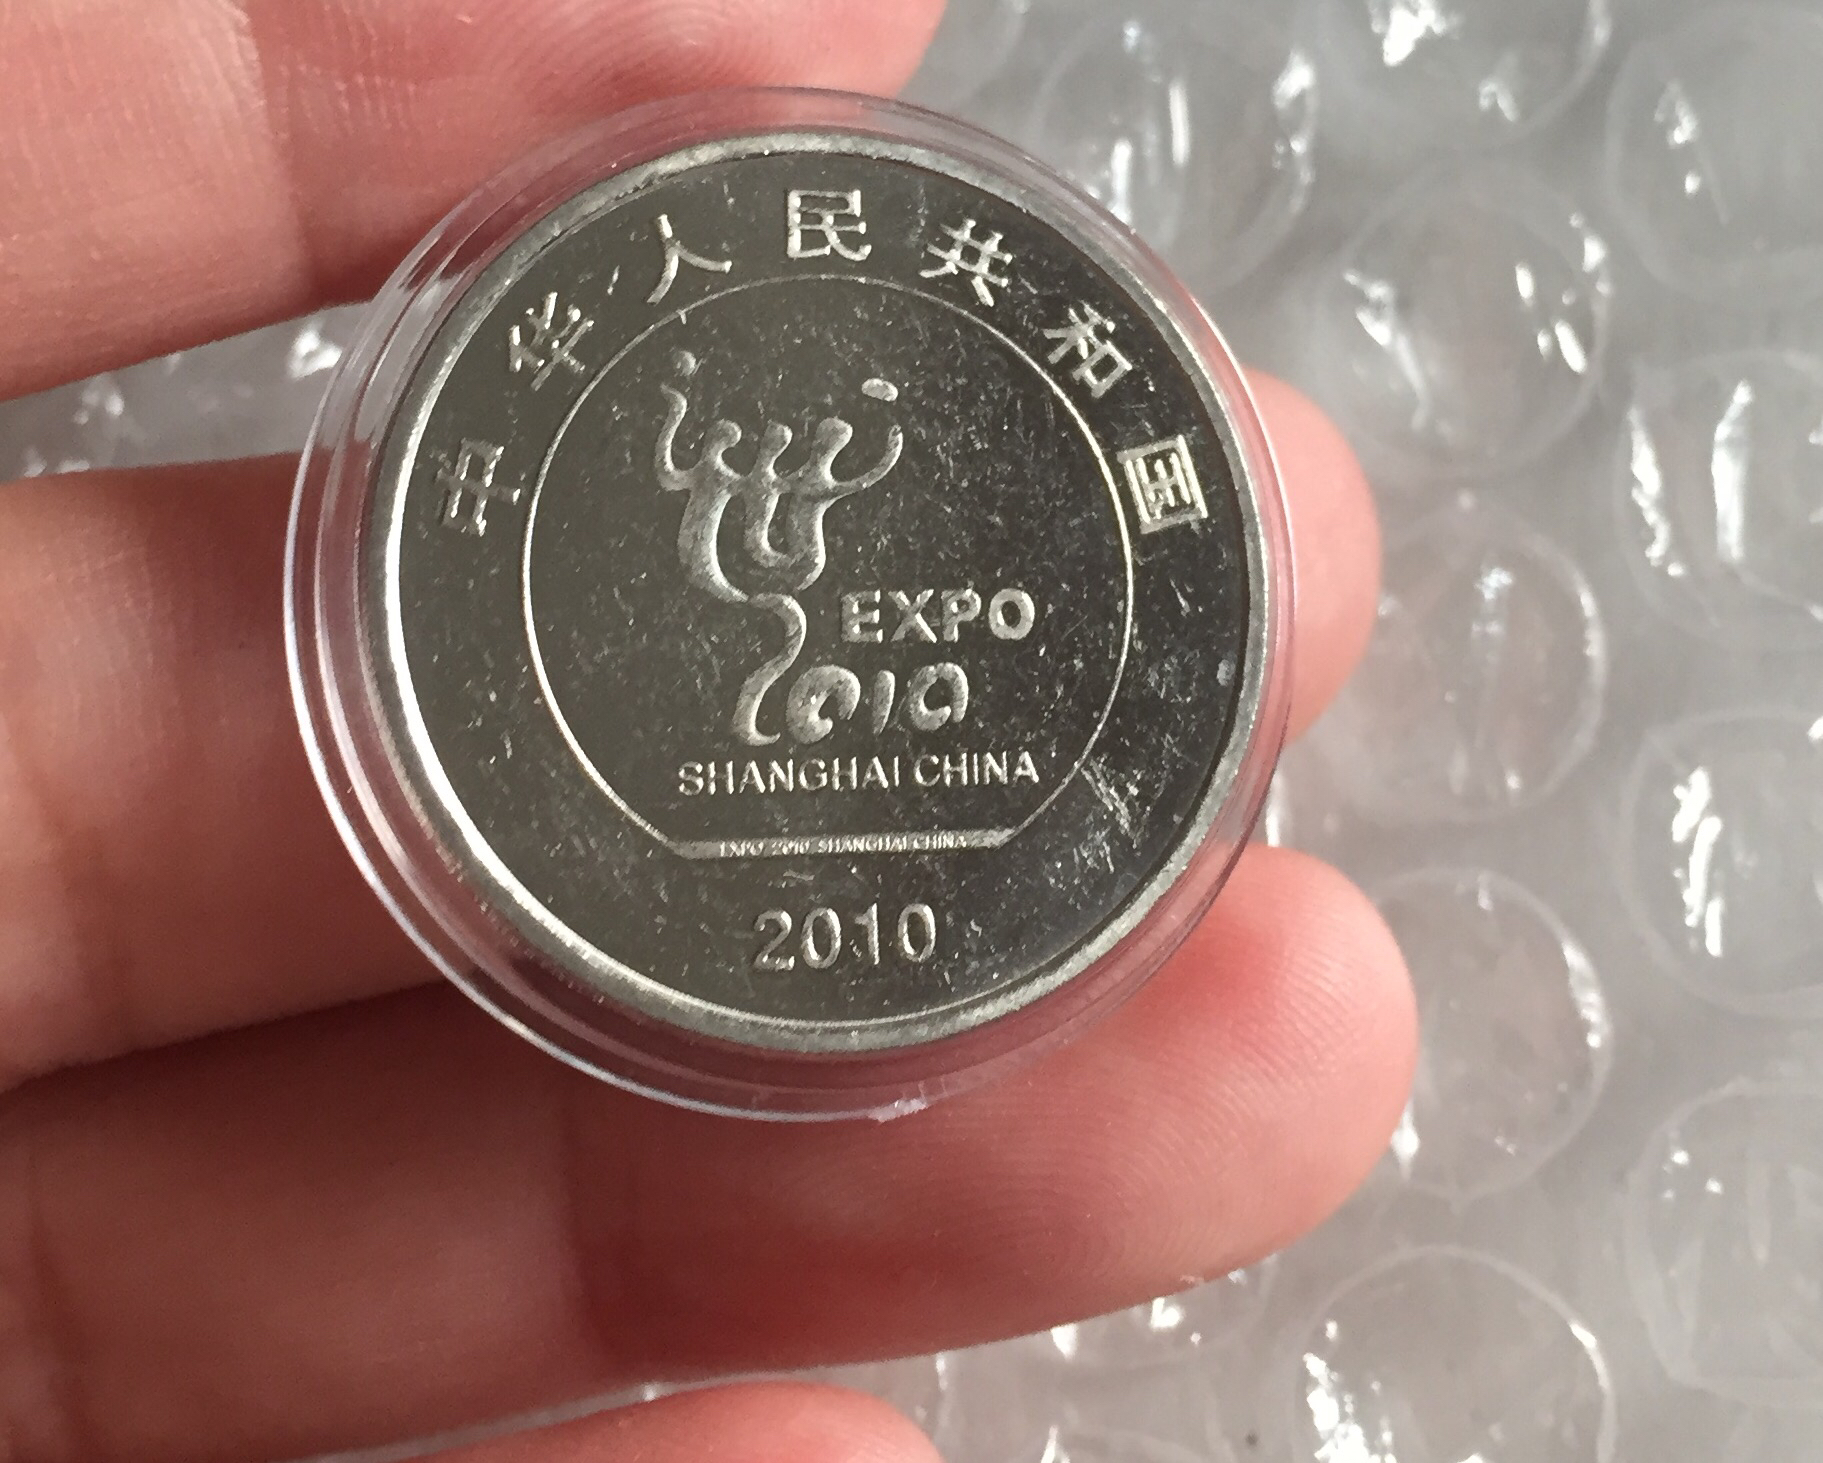 中华人民共和国
EXPO
2010
SHANGHAI CHINA
EXPO 2010 SHANGHAI CHINA
2010